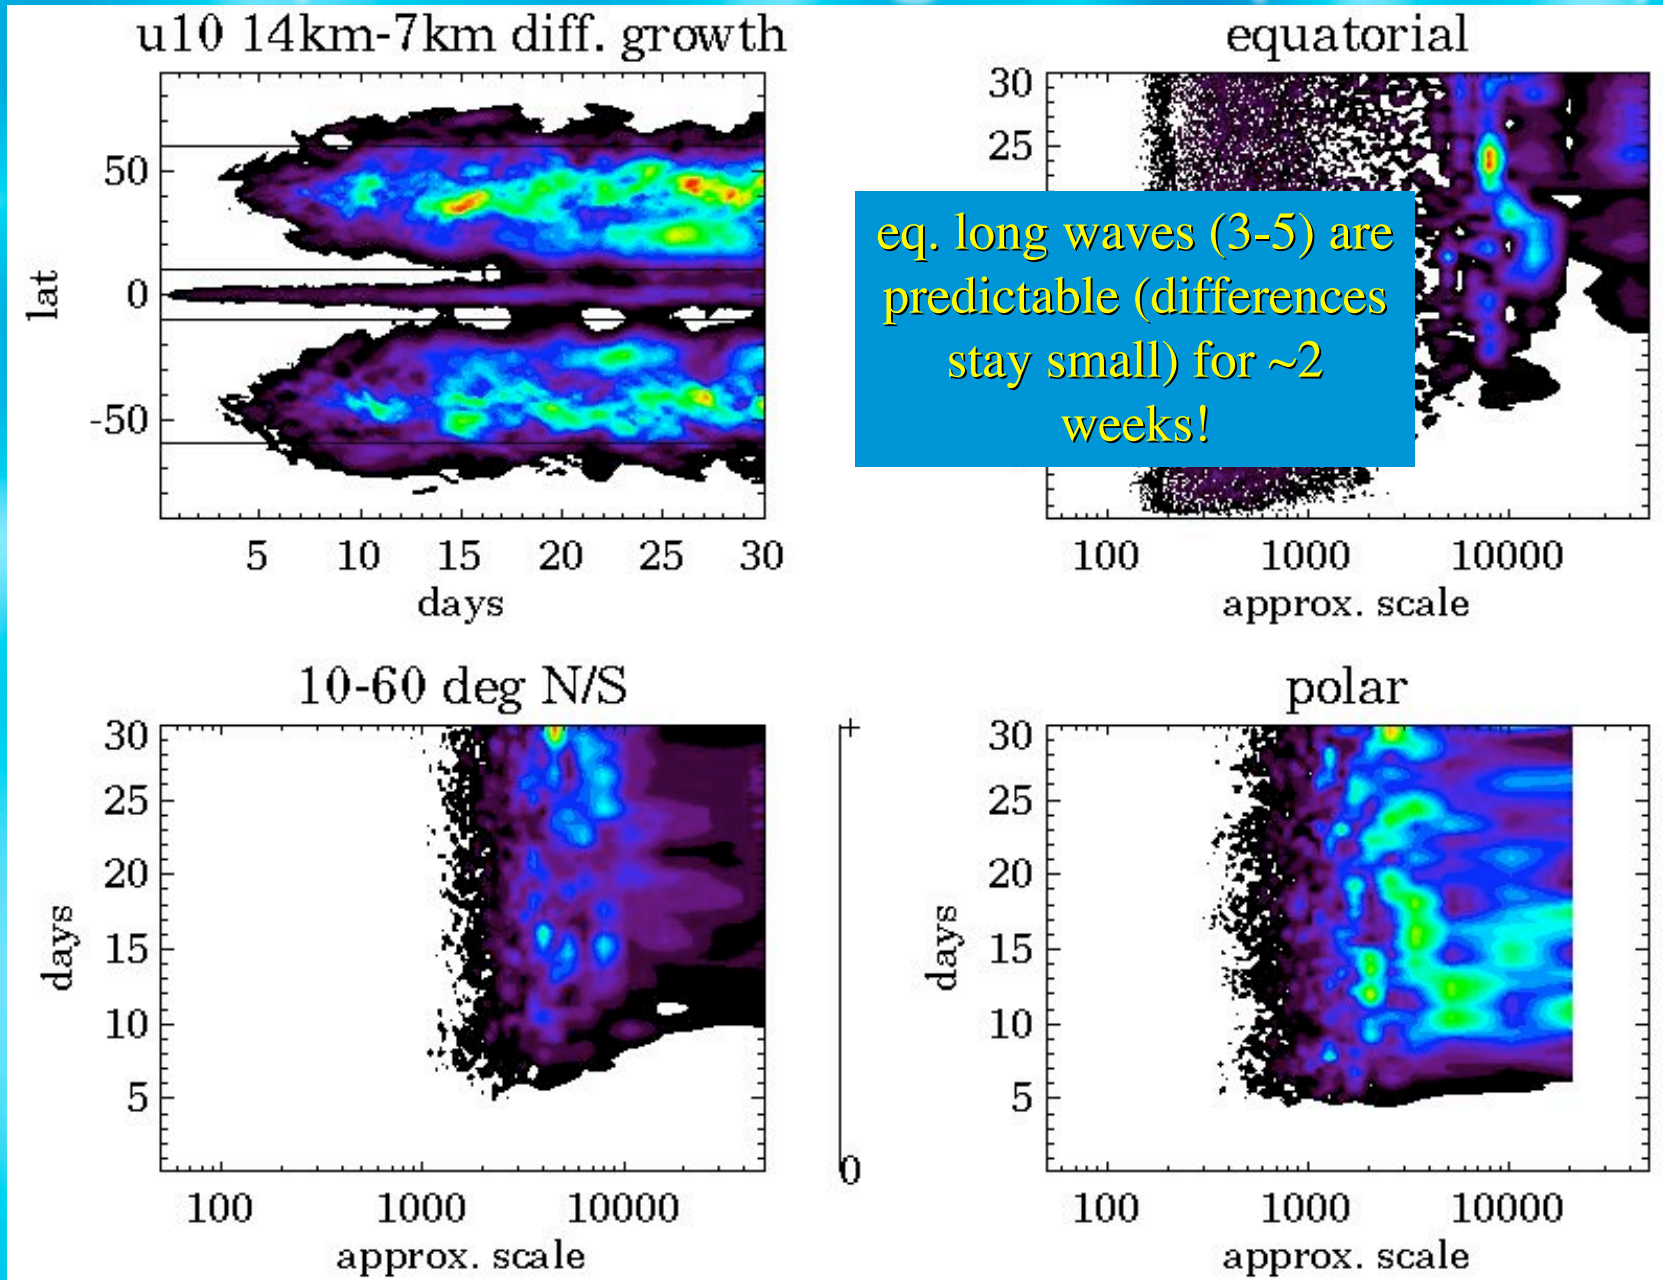 u10 14km-7km diff. growth
50
0
-50
lat
5 10 15 20 25 30
days
equatorial
30
25
eq. long waves (3-5) are
predictable (differences
stay small) for ~2
weeks!
100 1000 10000
approx. scale
10-60 deg N/S
30
25
20
15
10
5
days
100 1000 10000
approx. scale
+
0
polar
30
25
20
15
10
5
days
100 1000 10000
approx. scale